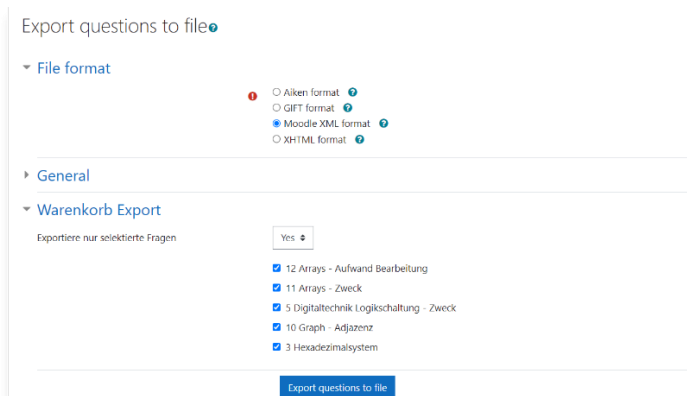 Export questions to file
File format
Aiken format
GIFT format
Moodle XML format
XHTML format
General
Warenkorb Export
Exportiere nur selektierte Fragen
Yes
12 Arrays - Aufwand Bearbeitung
11 Arrays - Zweck
5 Digitaltechnik Logikschaltung - Zweck
10 Graph - Adjazenz
3 Hexadezimalsystem
Export questions to file